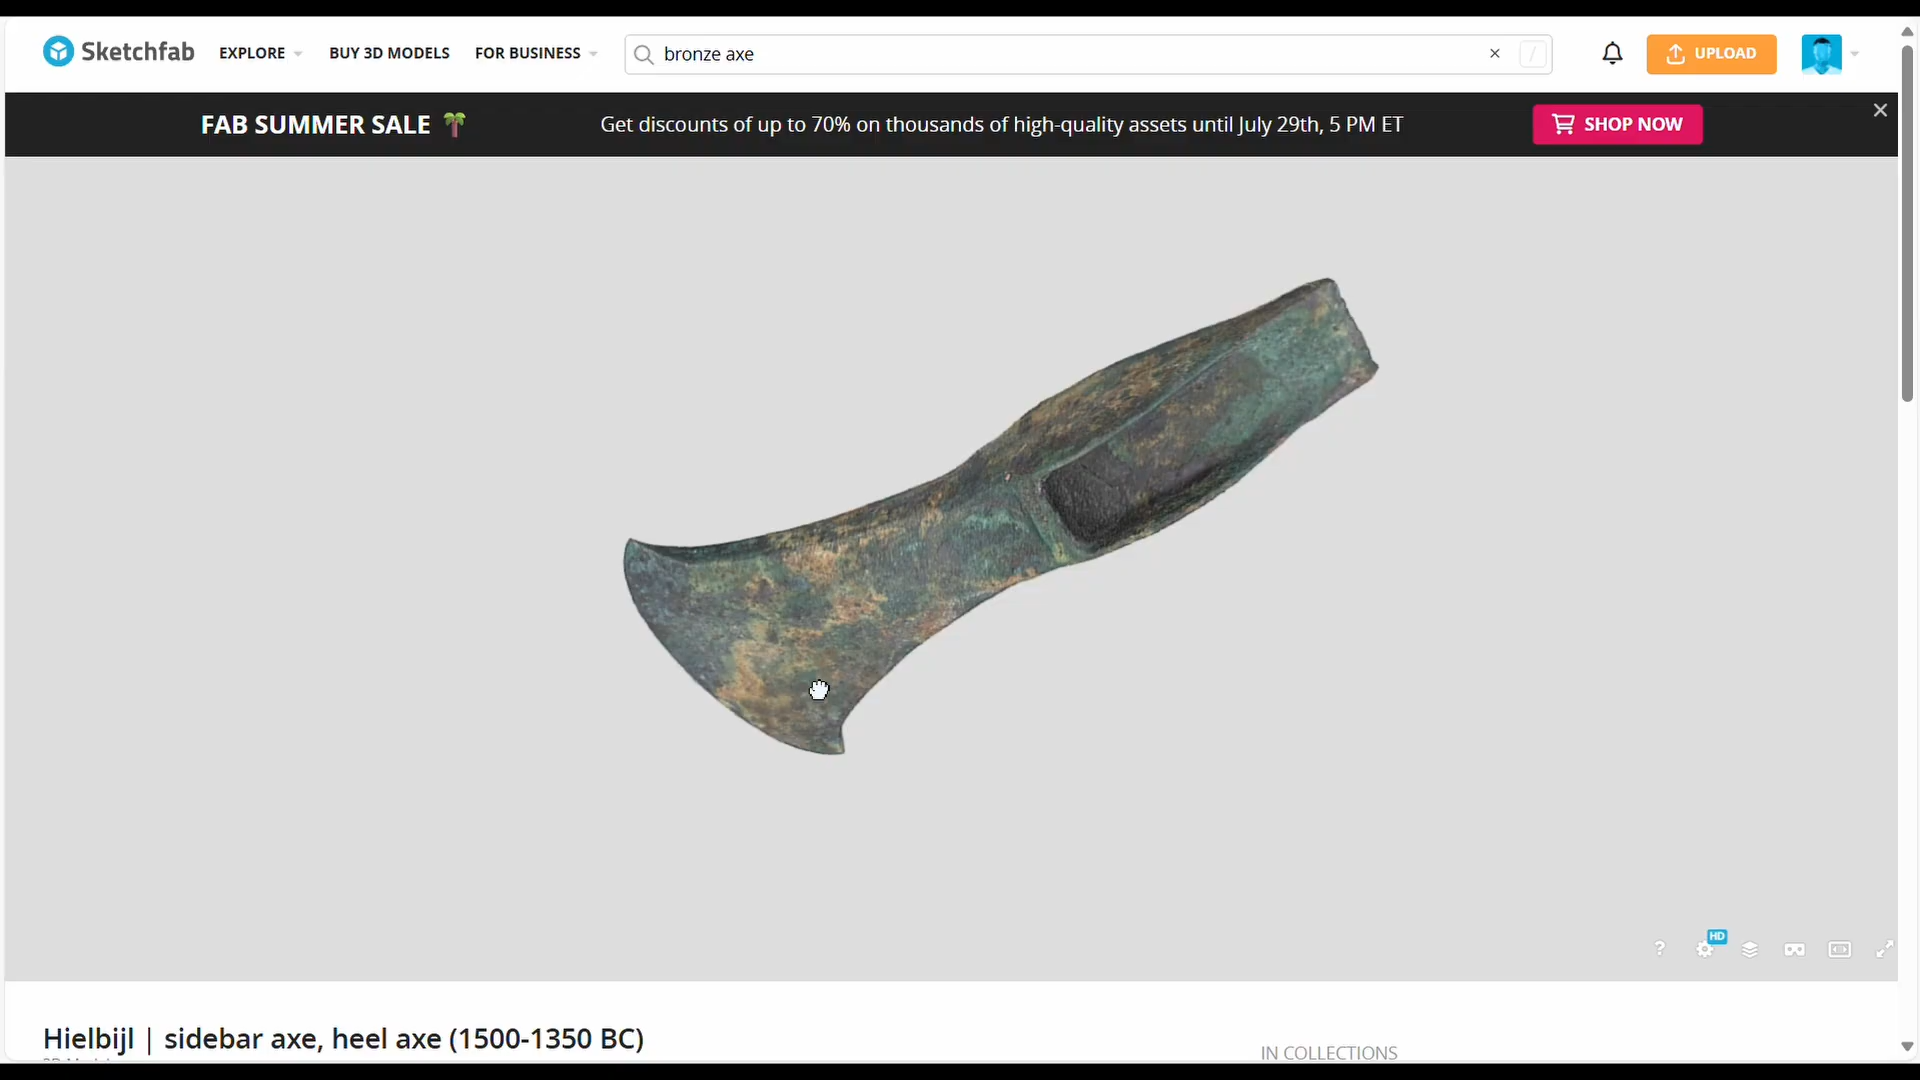 Sketchfab EXPLORE BUY 3D MODELS FOR BUSINESS bronze axe / UPLOAD
FAB SUMMER SALE Get discounts of up to 70% on thousands of high-quality assets until July 29th, 5 PM ET SHOP NOW
? HD
Hielbijl | sidebar axe, heel axe (1500-1350 BC)
IN COLLECTIONS